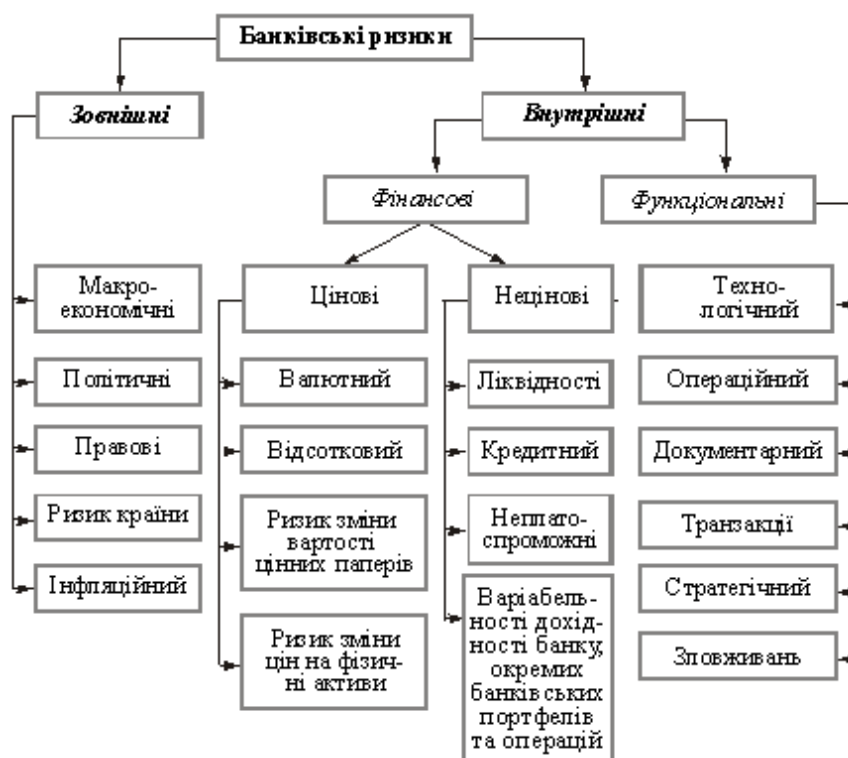 Банківські ризики
Зовнішні
Внутрішні
Фінансові
Функціональні
Макро-
економічні
Політичні
Правові
Ризик країни
Інфляційний
Цінові
Валютний
Відсотковий
Ризик зміни
вартості
цінних паперів
Ризик зміни
цін на фізич-
ні активи
Нецінові
Ліквідності
Кредитний
Неплато-
спроможні
Варіабель-
ності дохід-
ності банку,
окремих
банківських
портфелів
та операцій
Техно-
логічний
Операційний
Документарний
Транзакції
Стратегічний
Зловживань